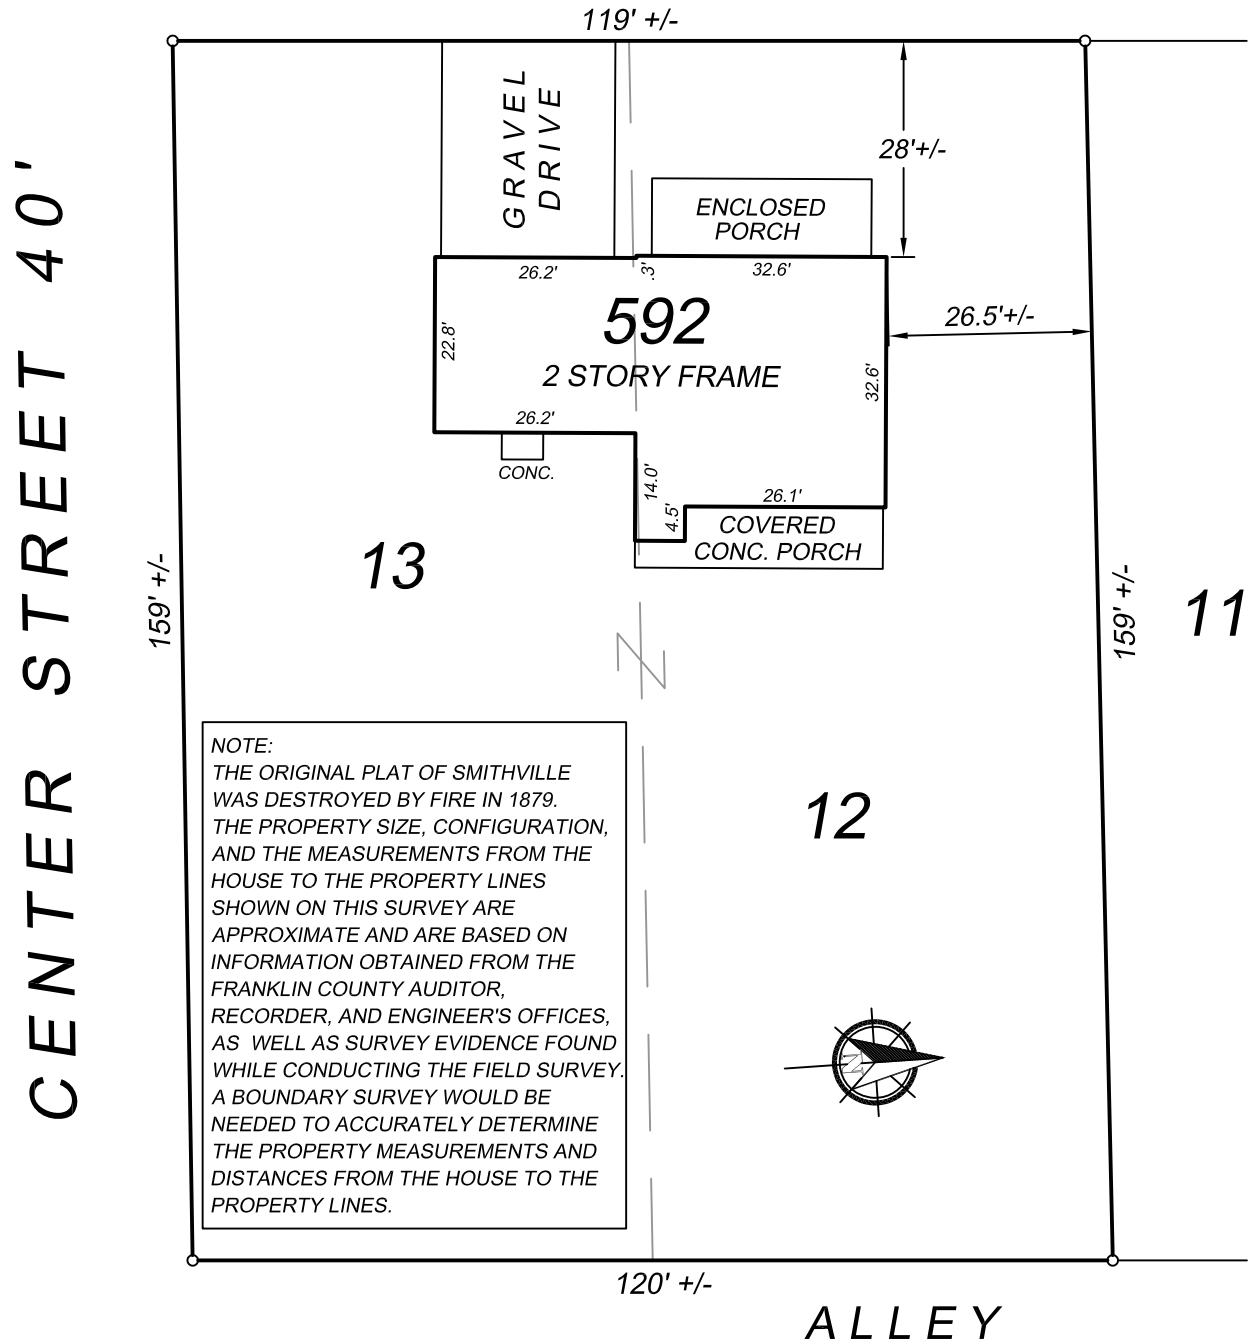 119' +/-
CENTER STREET 40'
GRAVEL
DRIVE
28'+/-
ENCLOSED
PORCH
26.2'
.3'
32.6'
592
2 STORY FRAME
22.8'
32.6'
26.5'+/-
26.2'
CONC.
14.0'
4.5'
26.1'
COVERED
CONC. PORCH
13
159' +/-
159' +/-
11
Z
12
NOTE:
THE ORIGINAL PLAT OF SMITHVILLE
WAS DESTROYED BY FIRE IN 1879.
THE PROPERTY SIZE, CONFIGURATION,
AND THE MEASUREMENTS FROM THE
HOUSE TO THE PROPERTY LINES
SHOWN ON THIS SURVEY ARE
APPROXIMATE AND ARE BASED ON
INFORMATION OBTAINED FROM THE
FRANKLIN COUNTY AUDITOR,
RECORDER, AND ENGINEER'S OFFICES,
AS WELL AS SURVEY EVIDENCE FOUND
WHILE CONDUCTING THE FIELD SURVEY.
A BOUNDARY SURVEY WOULD BE
NEEDED TO ACCURATELY DETERMINE
THE PROPERTY MEASUREMENTS AND
DISTANCES FROM THE HOUSE TO THE
PROPERTY LINES.
N
120' +/-
ALLEY